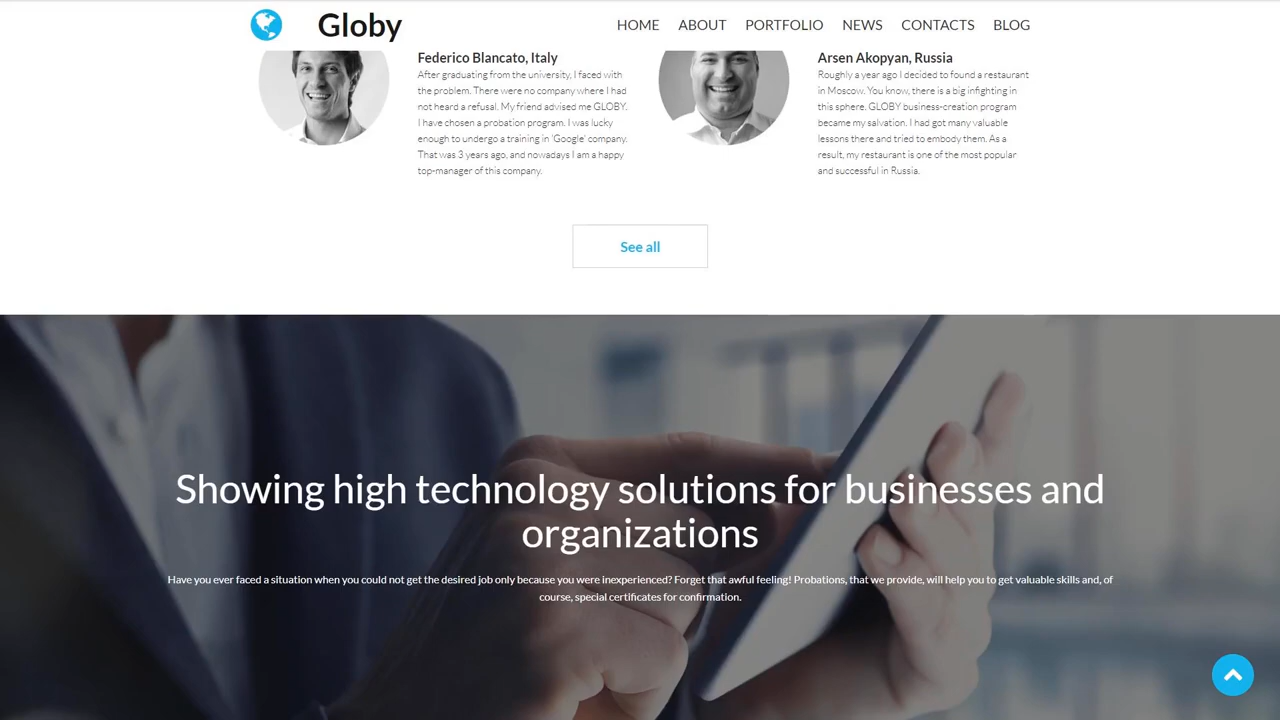 Globy
HOME ABOUT PORTFOLIO NEWS CONTACTS BLOG
Federico Blancato, Italy
After graduating from the university, I faced with
the problem. There were no company where I had
not heard a refusal. My friend advised me GLOBY.
I have chosen a probation program. I was lucky
enough to undergo a training in 'Google' company.
That was 3 years ago, and nowadays I am a happy
top-manager of this company.
Arsen Akopyan, Russia
Roughly a year ago I decided to found a restaurant
in Moscow. You know, there is a big infighting in
this sphere. GLOBY business-creation program
became my salvation. I had got many valuable
lessons there and tried to embody them. As a
result, my restaurant is one of the most popular
and successful in Russia.
See all
Showing high technology solutions for businesses and
organizations
Have you ever faced a situation when you could not get the desired job only because you were inexperienced? Forget that awful feeling! Probations, that we provide, will help you to get valuable skills and, of
course, special certificates for confirmation.